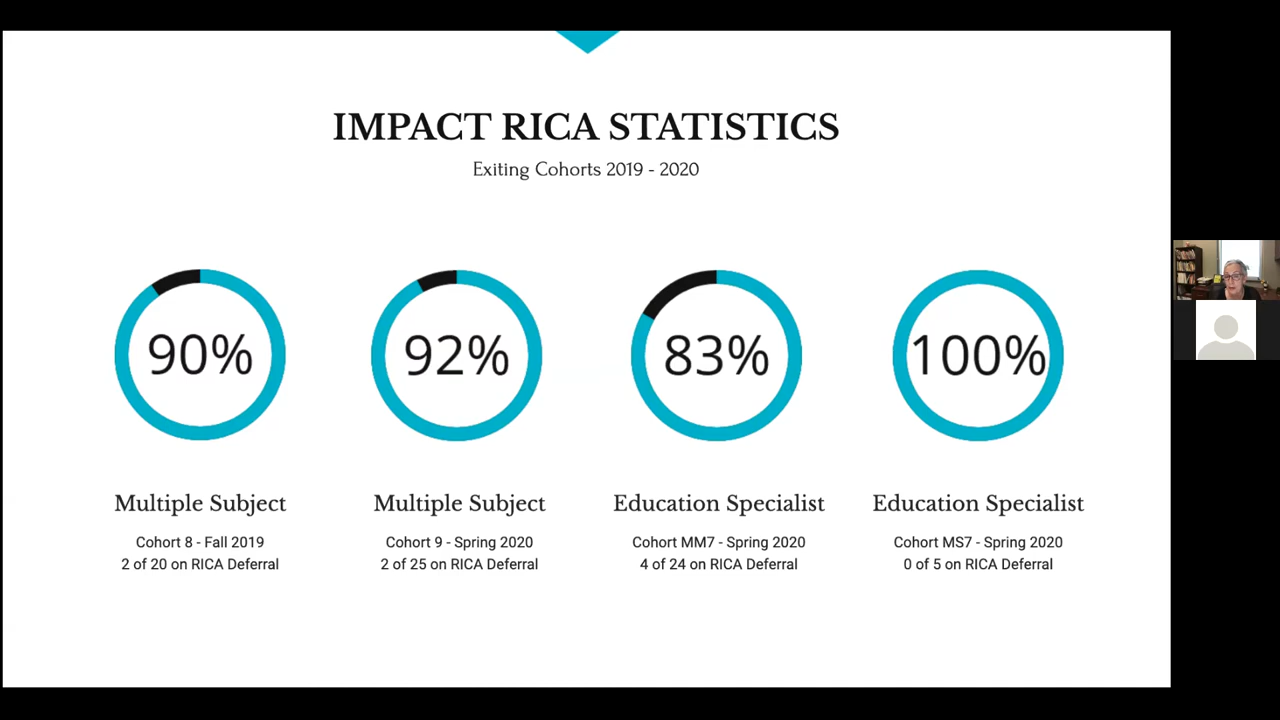 IMPACT RICA STATISTICS
Exiting Cohorts 2019 - 2020
90%
92%
83%
100%
Multiple Subject
Cohort 8 - Fall 2019
2 of 20 on RICA Deferral
Multiple Subject
Cohort 9 - Spring 2020
2 of 25 on RICA Deferral
Education Specialist
Cohort MM7 - Spring 2020
4 of 24 on RICA Deferral
Education Specialist
Cohort MS7 - Spring 2020
0 of 5 on RICA Deferral